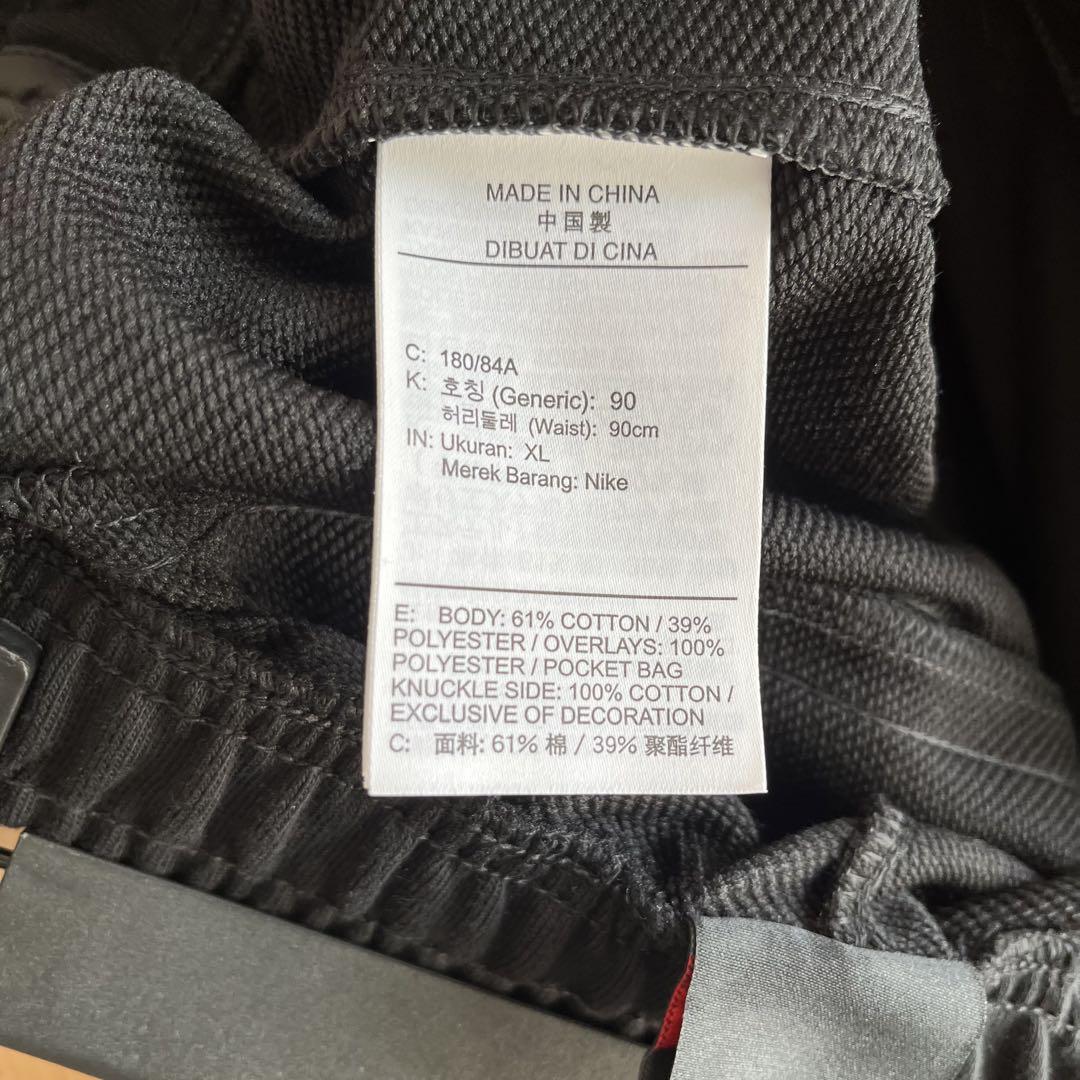 MADE IN CHINA
中国製
DIBUAT DI CINA
C: 180/84A
K: 호칭 (Generic): 90
허리둘레 (Waist): 90cm
IN: Ukuran: XL
Merek Barang: Nike
E: BODY: 61% COTTON / 39%
POLYESTER / OVERLAYS: 100%
POLYESTER / POCKET BAG
KNUCKLE SIDE: 100% COTTON /
EXCLUSIVE OF DECORATION
C: 面料: 61% 棉 / 39% 聚酯纤维